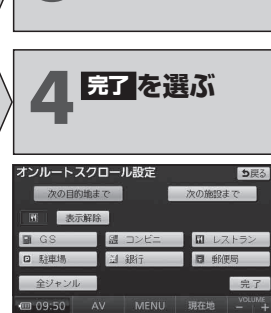 4 完了 を選ぶ
オンルートスクロール設定 戻る
次の目的地まで 次の施設まで
表示解除
GS コンビニ レストラン
駐車場 銀行 郵便局
全ジャンル 完了
09:50 AV MENU 現在地 VOLUME - +